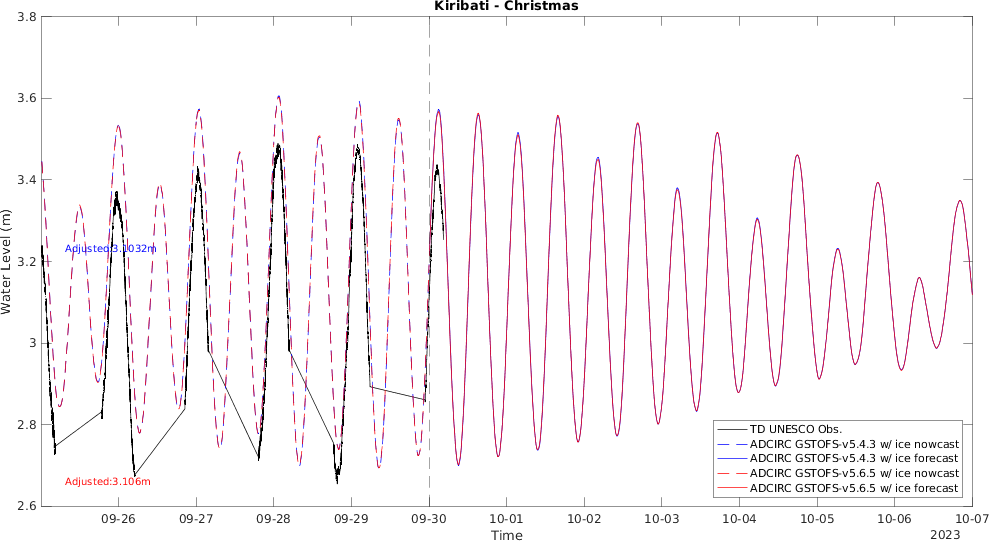 Kiribati - Christmas
3.8
3.6
3.4
3.2
3
2.8
2.6
Water Level (m)
Adjusted:3.1032m
Adjusted:3.106m
TD UNESCO Obs.
ADCIRC GSTOFS-v5.4.3 w/ ice nowcast
ADCIRC GSTOFS-v5.4.3 w/ ice forecast
ADCIRC GSTOFS-v5.6.5 w/ ice nowcast
ADCIRC GSTOFS-v5.6.5 w/ ice forecast
09-26 09-27 09-28 09-29 09-30 10-01 10-02 10-03 10-04 10-05 10-06 10-07
Time
2023